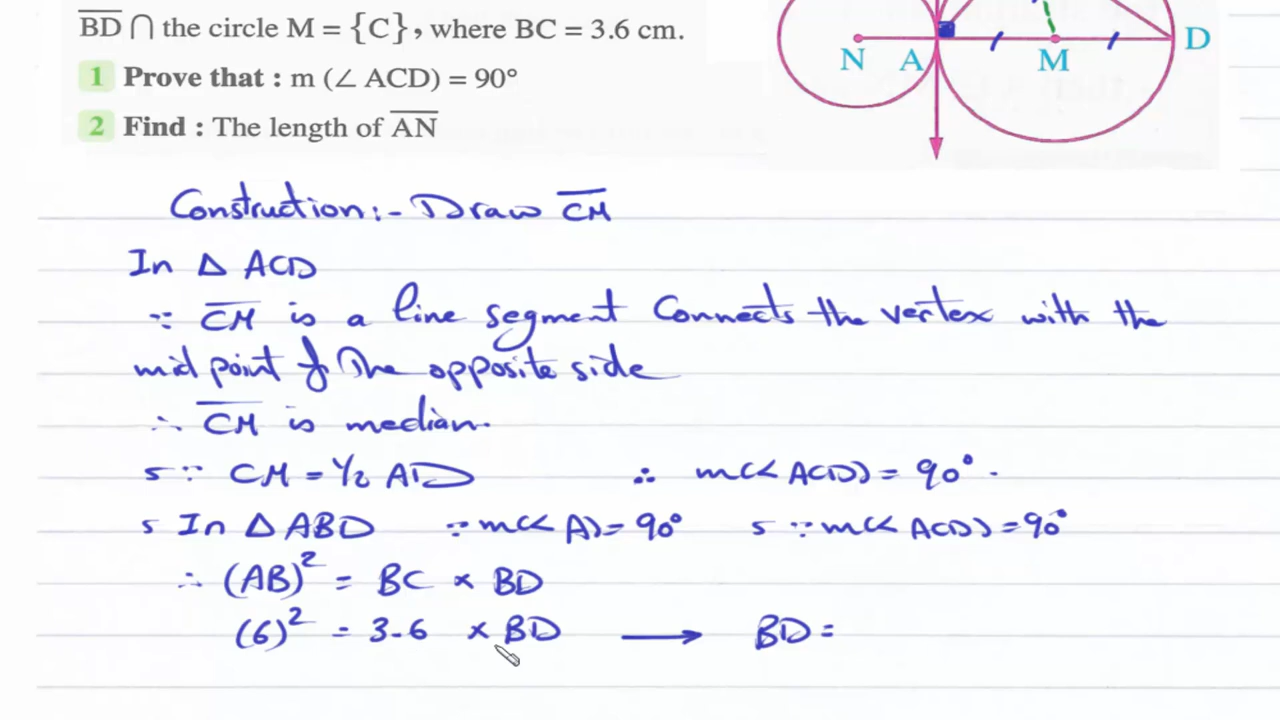 BD ∩ the circle M = {C}, where BC = 3.6 cm.
1 Prove that : m (∠ ACD) = 90°
2 Find : The length of AN
N A M D
Construction:- Draw CM
In Δ ACD
∵ CM is a line segment Connects the vertex with the
mid point of The opposite side
∴ CM is median.
, ∵ CM = 1/2 AD ∴ m(< ACD) = 90° .
, In Δ ABD ∵ m(< A) = 90° , ∵ m(< ACD) = 90°
∴ (AB)² = BC × BD
(6)² = 3.6 × BD ⟶ BD =